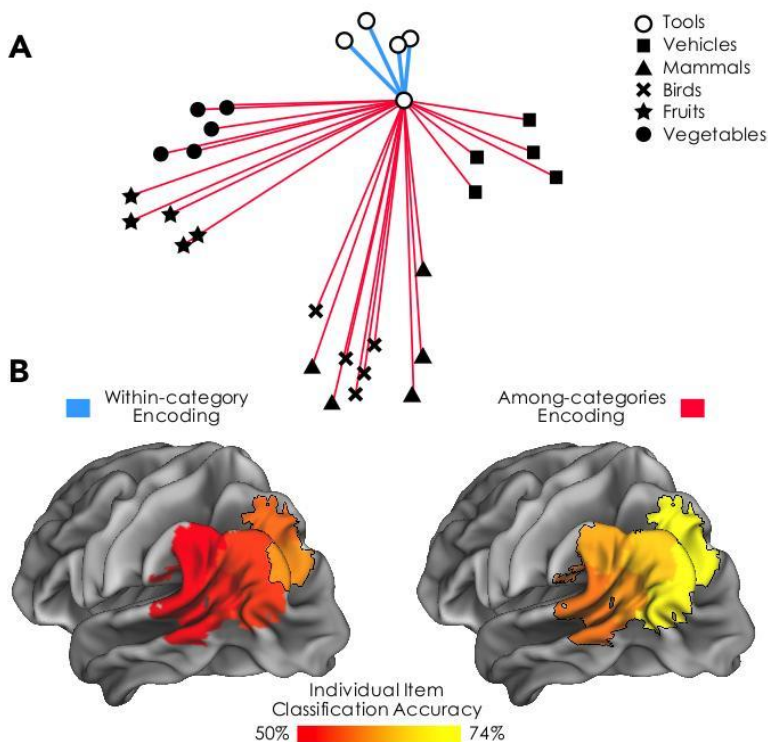 A
Tools
Vehicles
Mammals
Birds
Fruits
Vegetables
B
Within-category
Encoding
Among-categories
Encoding
Individual Item
Classification Accuracy
50%
74%